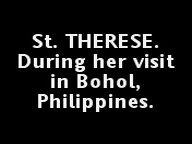 St. THERESE.
During her visit
in Bohol,
Philippines.